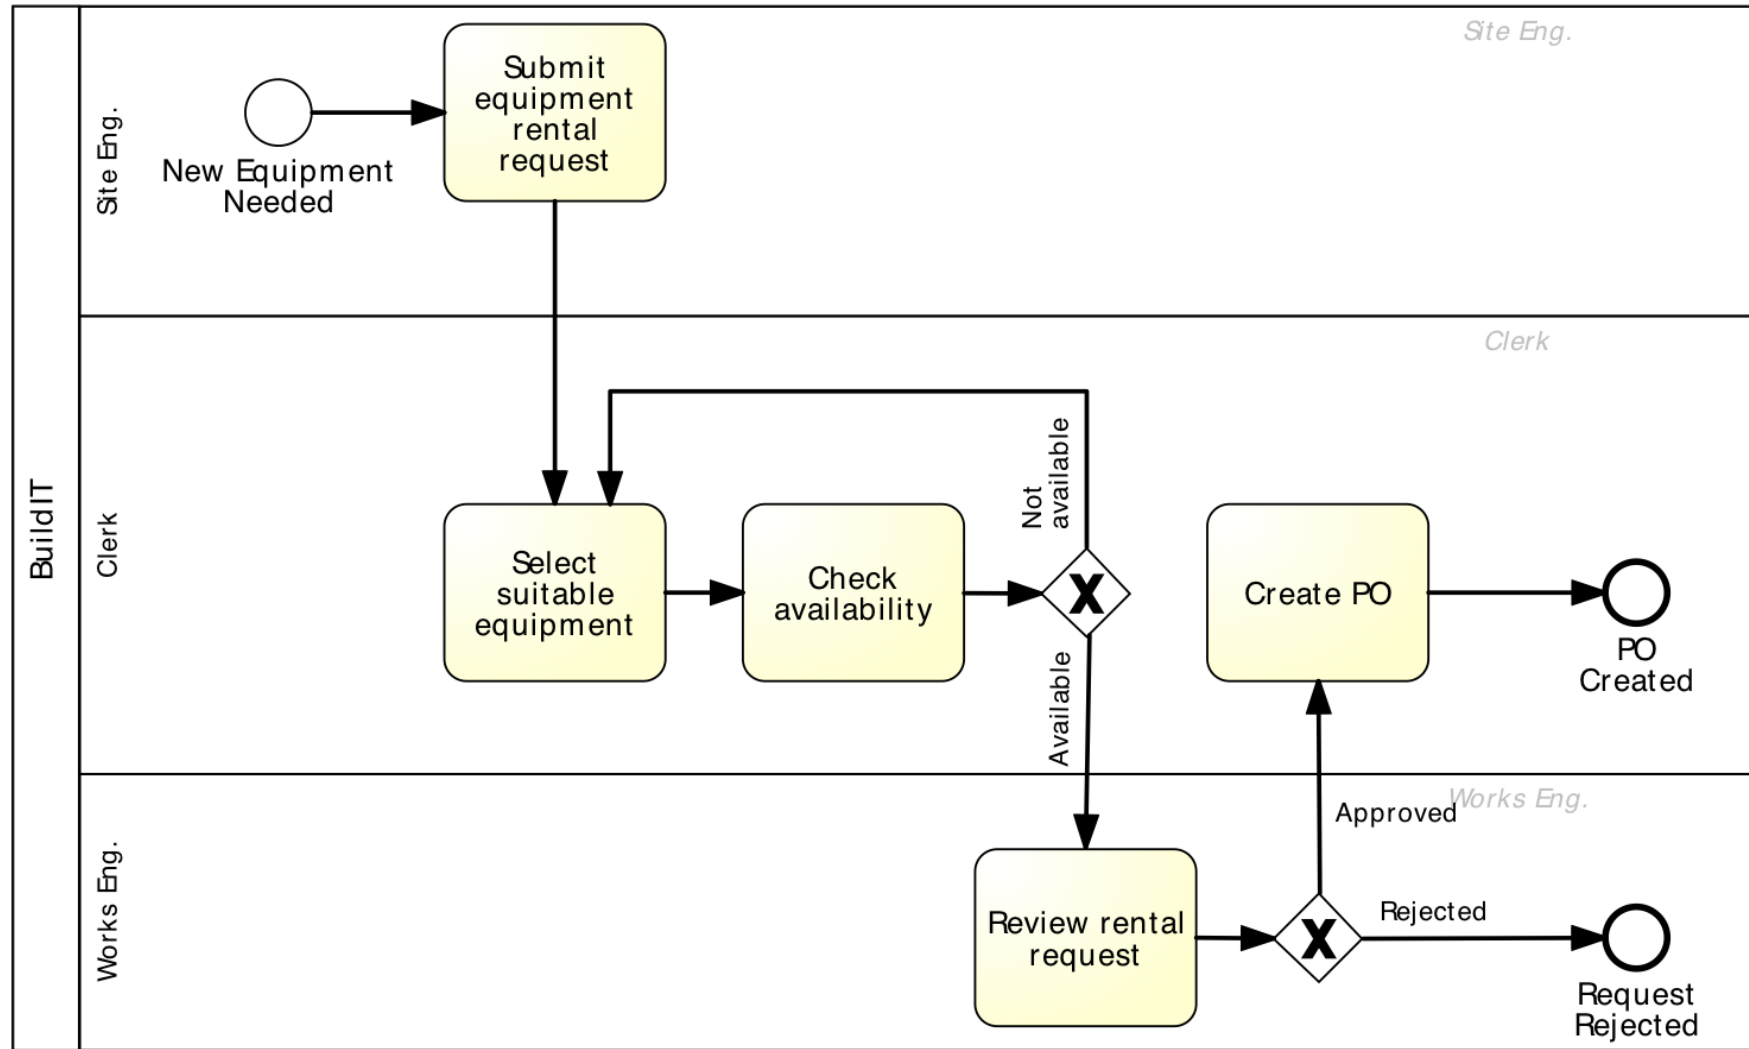 BuildIT
Site Eng.
Site Eng.
New Equipment
Needed
Submit
equipment
rental
request
Clerk
Clerk
Select
suitable
equipment
Check
availability
Not
available
Available
Create PO
PO
Created
Works Eng.
Works Eng.
Review rental
request
Approved
Rejected
Request
Rejected
X
X